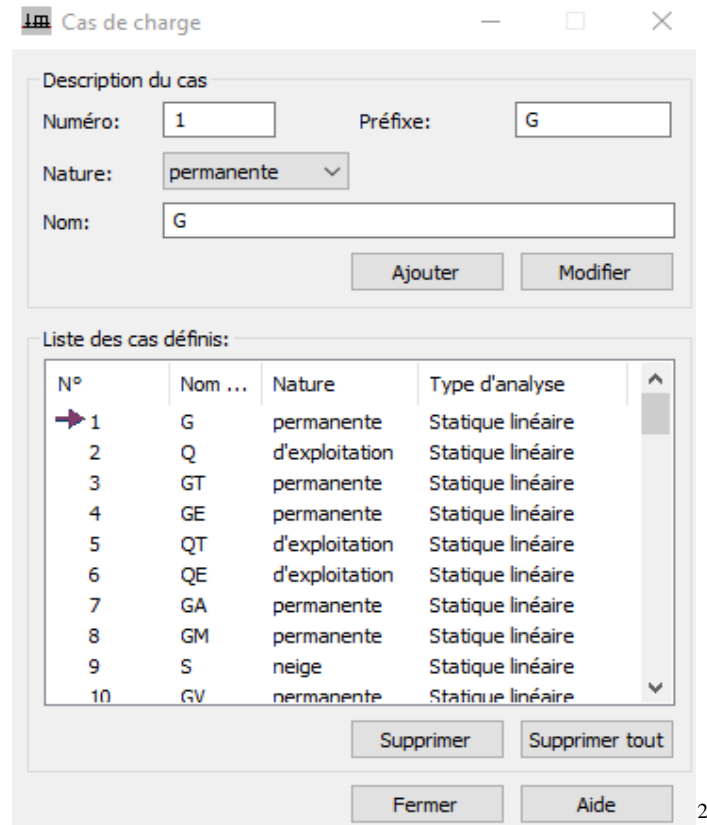 Cas de charge
Description du cas
Numéro: 1 Préfixe: G
Nature: permanente
Nom: G
Ajouter Modifier
Liste des cas définis:
N° Nom ... Nature Type d'analyse
1 G permanente Statique linéaire
2 Q d'exploitation Statique linéaire
3 GT permanente Statique linéaire
4 GE permanente Statique linéaire
5 QT d'exploitation Statique linéaire
6 QE d'exploitation Statique linéaire
7 GA permanente Statique linéaire
8 GM permanente Statique linéaire
9 S neige Statique linéaire
10 GV permanente Statique linéaire
Supprimer Supprimer tout
Fermer Aide
2